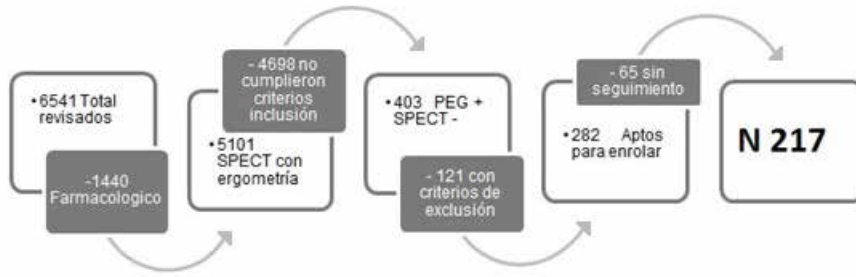 •6541 Total
revisados
-1440
Farmacologico
- 4698 no
cumplieron
criterios
inclusión
•5101
SPECT con
ergometría
•403 PEG +
SPECT -
- 121 con
criterios de
exclusión
- 65 sin
seguimiento
•282 Aptos
para enrolar
N 217